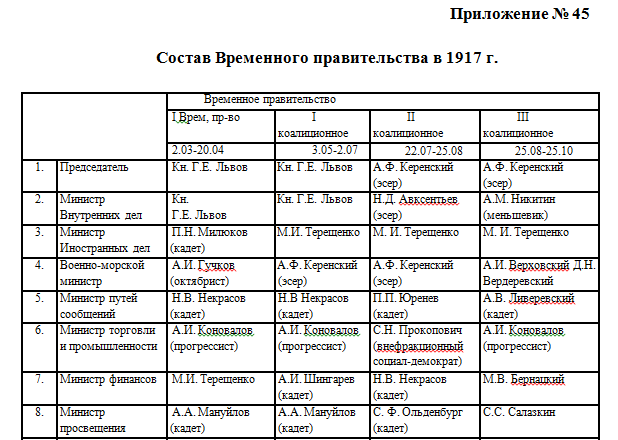 Приложение № 45
Состав Временного правительства в 1917 г.
Временное правительство
I Врем, пр-во
I коалиционное
II коалиционное
III коалиционное
2.03-20.04
3.05-2.07
22.07-25.08
25.08-25.10
1. Председатель
Кн. Г.Е. Львов
Кн. Г.Е. Львов
А.Ф. Керенский (эсер)
А.Ф. Керенский (эсер)
2. Министр Внутренних дел
Кн. Г.Е. Львов
Кн. Г.Е. Львов
Н.Д. Авксентьев (эсер)
А.М. Никитин (меньшевик)
3. Министр Иностранных дел
П.Н. Милюков (кадет)
М.И. Терещенко
М. И. Терещенко
М. И. Терещенко
4. Военно-морской министр
А.И. Гучков (октябрист)
А.Ф. Керенский (эсер)
А.Ф. Керенский (эсер)
А.И. Верховский Д.Н. Вердеревский
5. Министр путей сообщений
Н.В. Некрасов (кадет)
Н.В Некрасов (кадет)
П.П. Юренев (кадет)
А.В. Ливеревский (кадет)
6. Министр торговли и промышленности
А.И. Коновалов (прогрессист)
А.И. Коновалов (прогрессист)
С.Н. Прокопович (внефракционный социал-демократ)
А.И. Коновалов (прогрессист)
7. Министр финансов
М.И. Терещенко
А.И. Шингарев (кадет)
Н.В. Некрасов (кадет)
М.В. Бернацкий
8. Министр просвещения
А.А. Мануйлов (кадет)
А.А. Мануйлов (кадет)
С. Ф. Ольденбург (кадет)
С.С. Салазкин